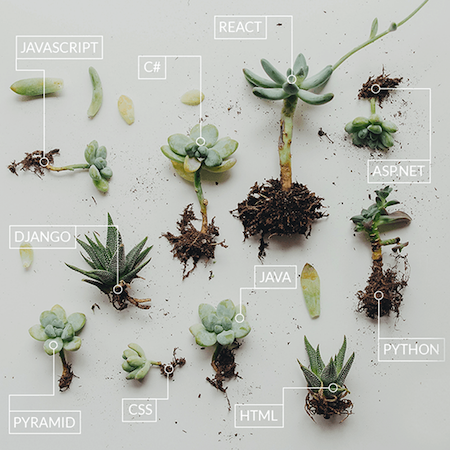 REACT
JAVASCRIPT
C#
ASP.NET
DJANGO
JAVA
PYTHON
CSS
HTML
PYRAMID